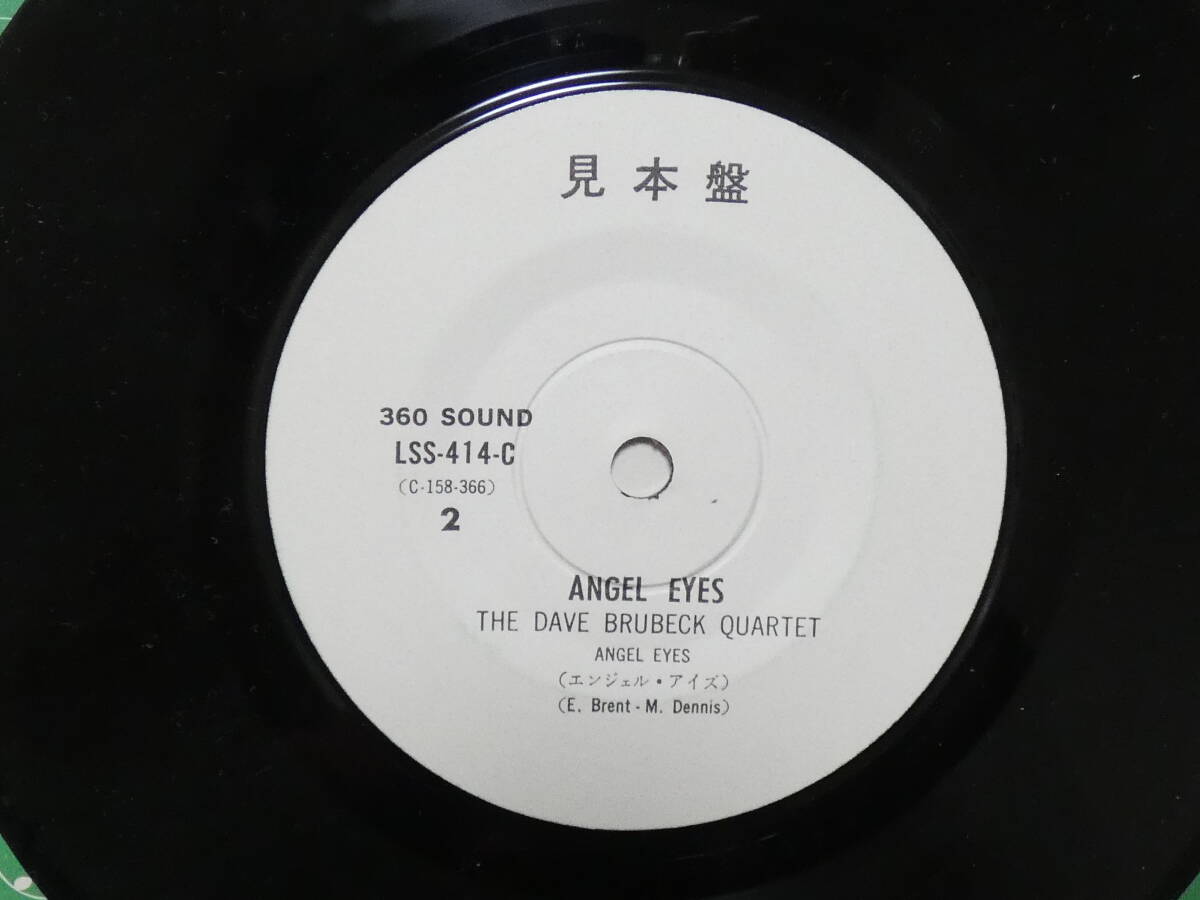 見本盤
360 SOUND
LSS-414-C
(C-158-366)
2
ANGEL EYES
THE DAVE BRUBECK QUARTET
ANGEL EYES
(エンジェル・アイズ)
(E. Brent - M. Dennis)